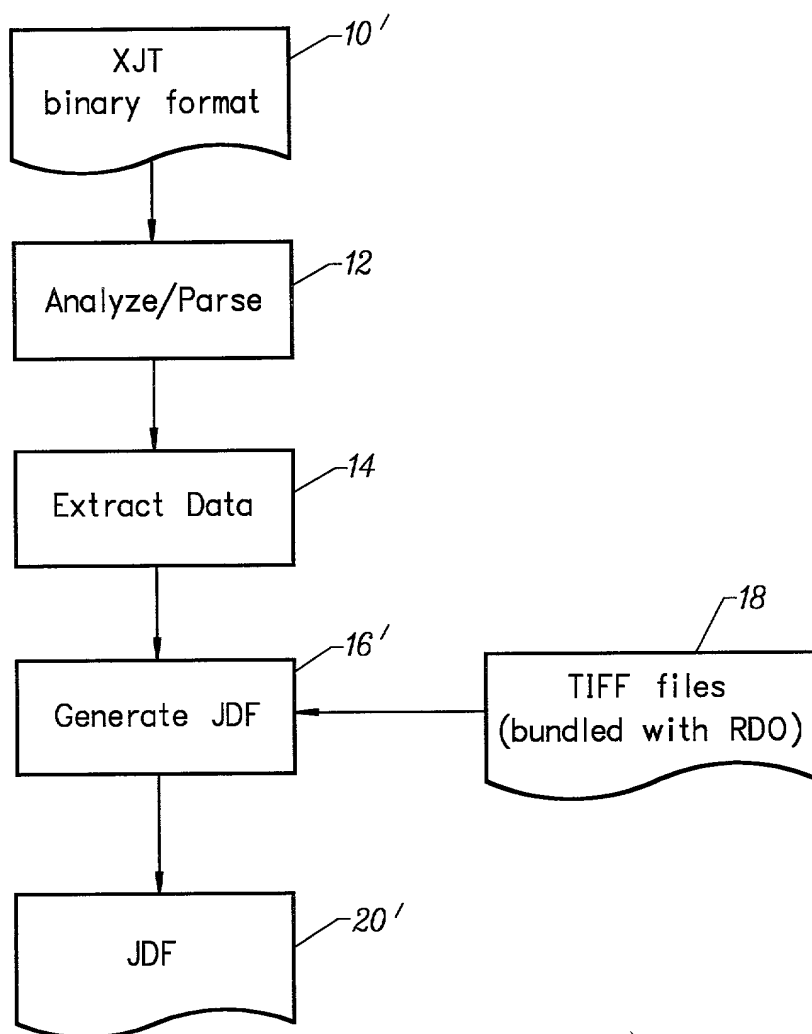 10'
XJT
binary format
12
Analyze/Parse
14
Extract Data
16'
Generate JDF
18
TIFF files
(bundled with RDO)
20'
JDF